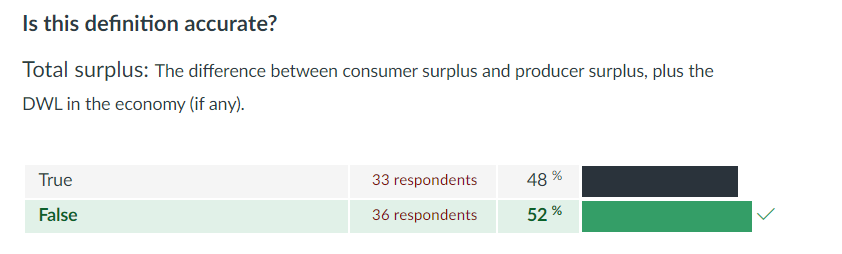 Is this definition accurate?
Total surplus: The difference between consumer surplus and producer surplus, plus the
DWL in the economy (if any).
True 33 respondents 48 %
False 36 respondents 52 %